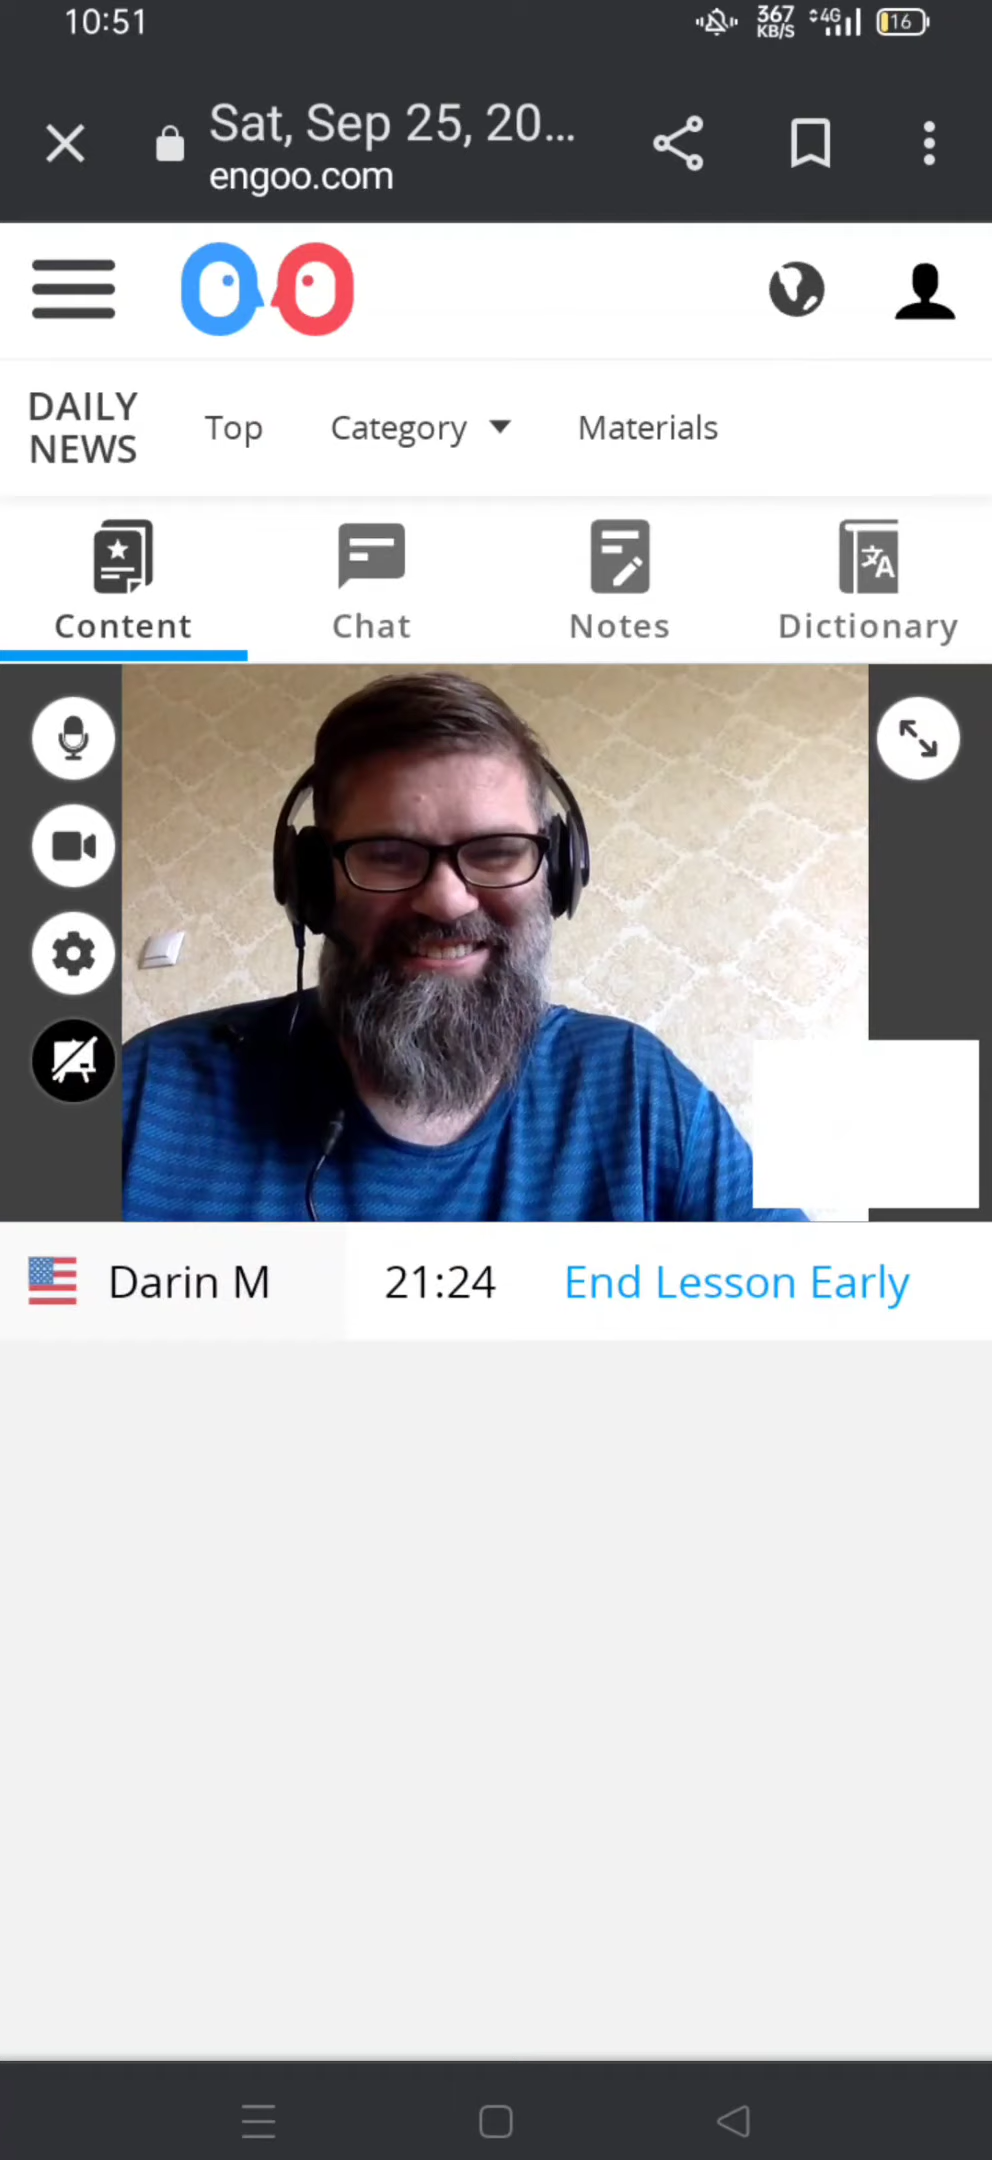 10:51
367
KB/S
4G
16
Sat, Sep 25, 20...
engoo.com
DAILY
NEWS
Top
Category
Materials
Content
Chat
Notes
Dictionary
Darin M
21:24
End Lesson Early